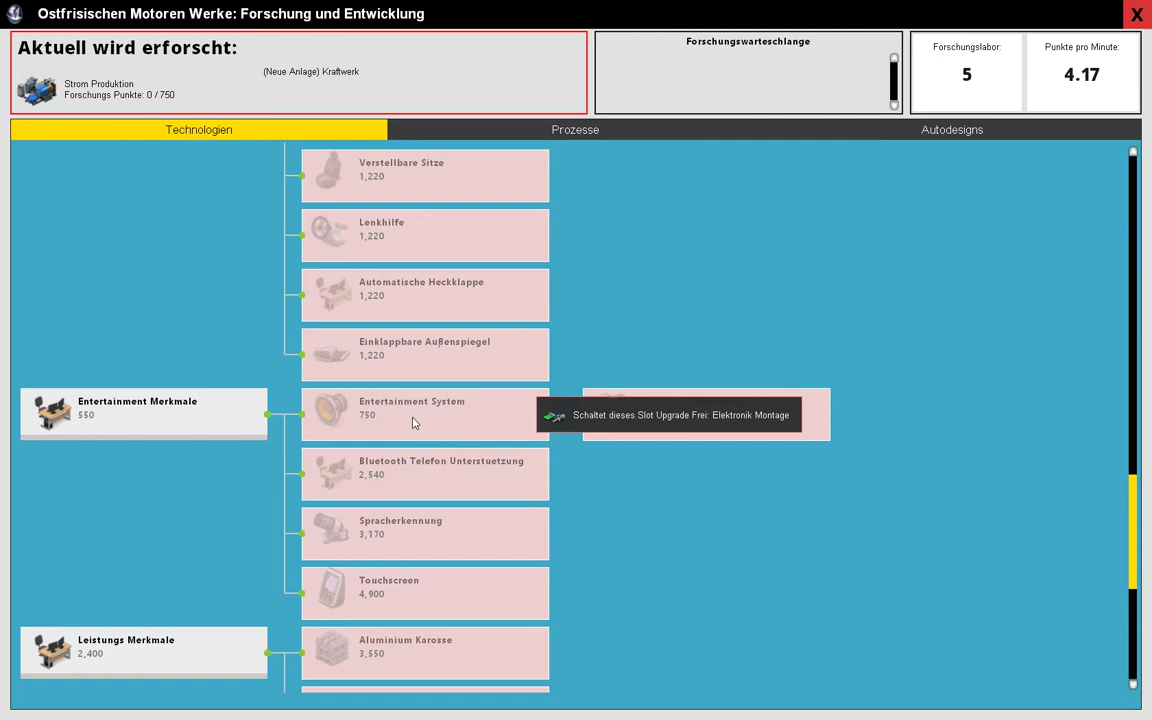 Ostfrisischen Motoren Werke: Forschung und Entwicklung
X
Aktuell wird erforscht:
(Neue Anlage) Kraftwerk
Strom Produktion
Forschungs Punkte: 0 / 750
Forschungswarteschlange
Forschungslabor:
5
Punkte pro Minute:
4.17
Technologien
Prozesse
Autodesigns
Verstellbare Sitze
1,220
Lenkhilfe
1,220
Automatische Heckklappe
1,220
Einklappbare Außenspiegel
1,220
Entertainment Merkmale
550
Entertainment System
750
Schaltet dieses Slot Upgrade Frei: Elektronik Montage
Bluetooth Telefon Unterstuetzung
2,540
Spracherkennung
3,170
Touchscreen
4,900
Leistungs Merkmale
2,400
Aluminium Karosse
3,550